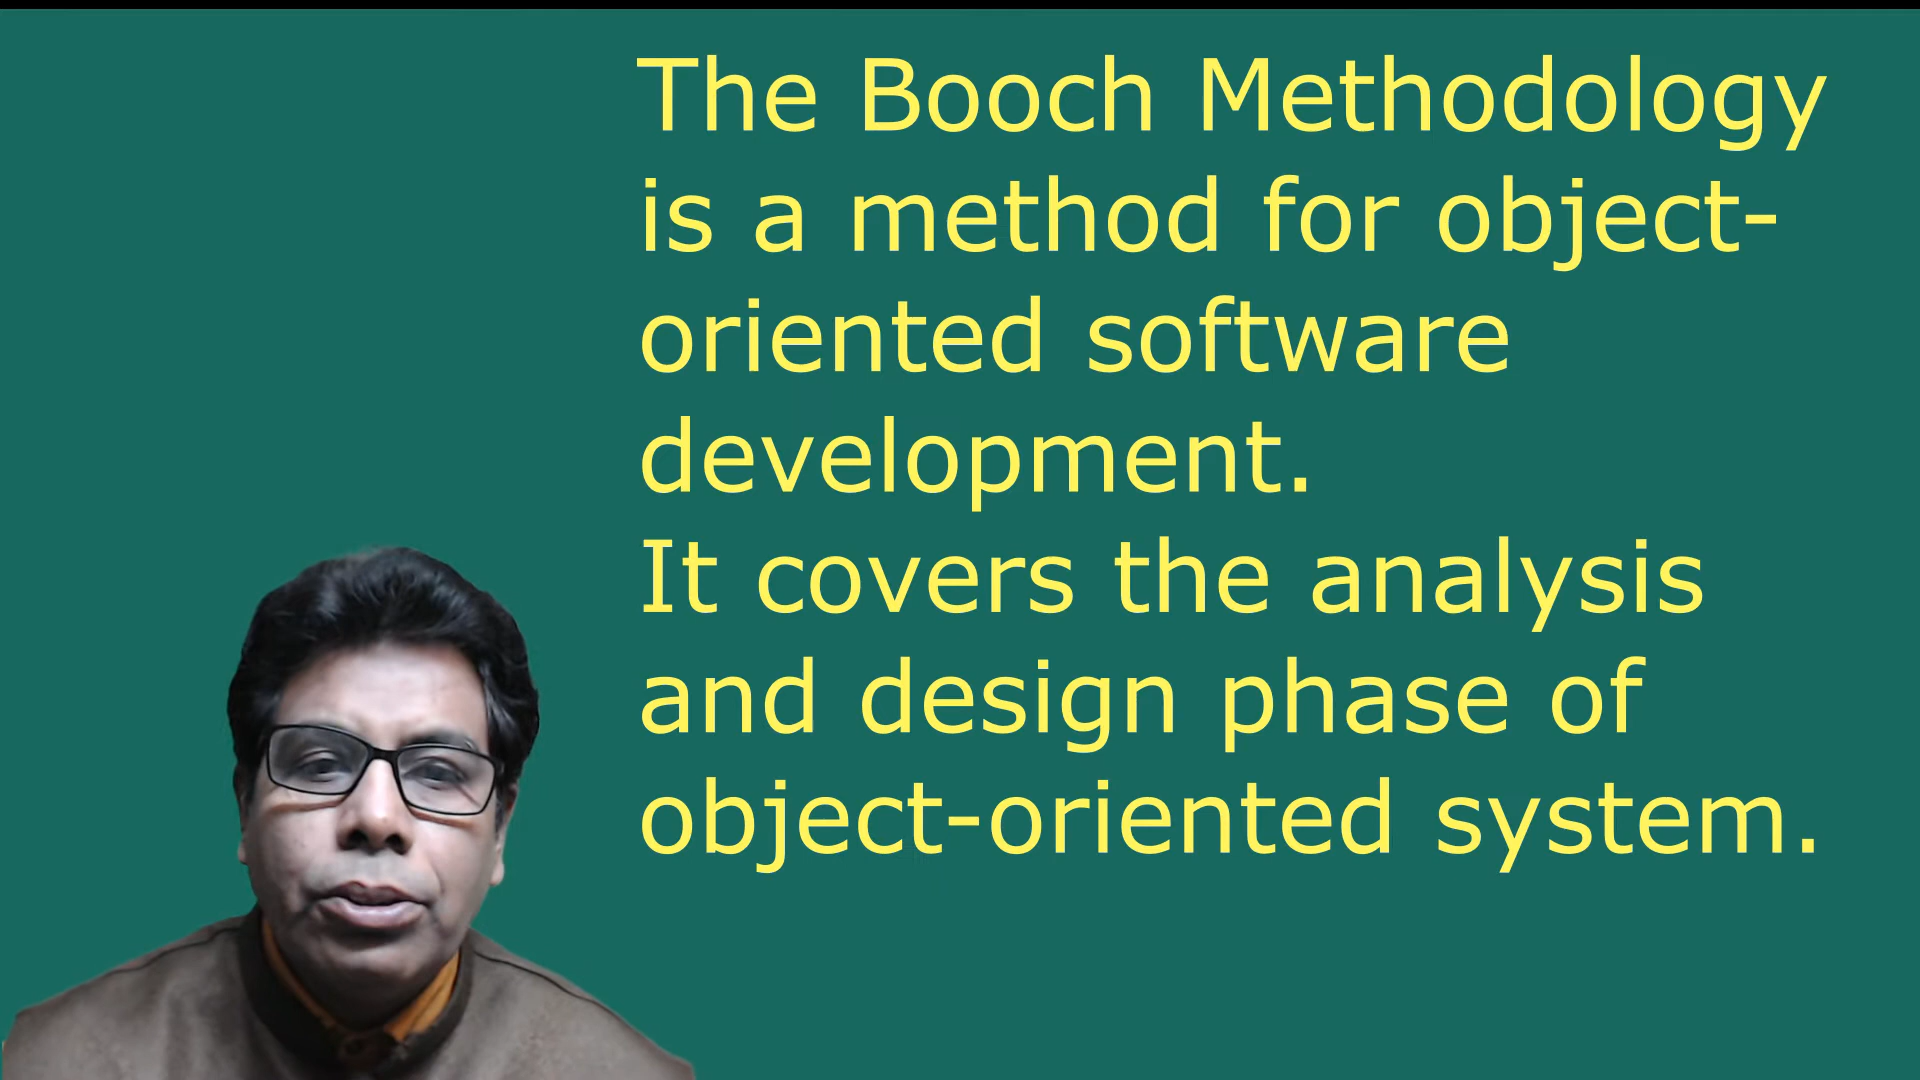 The Booch Methodology
is a method for object-
oriented software
development.
It covers the analysis
and design phase of
object-oriented system.